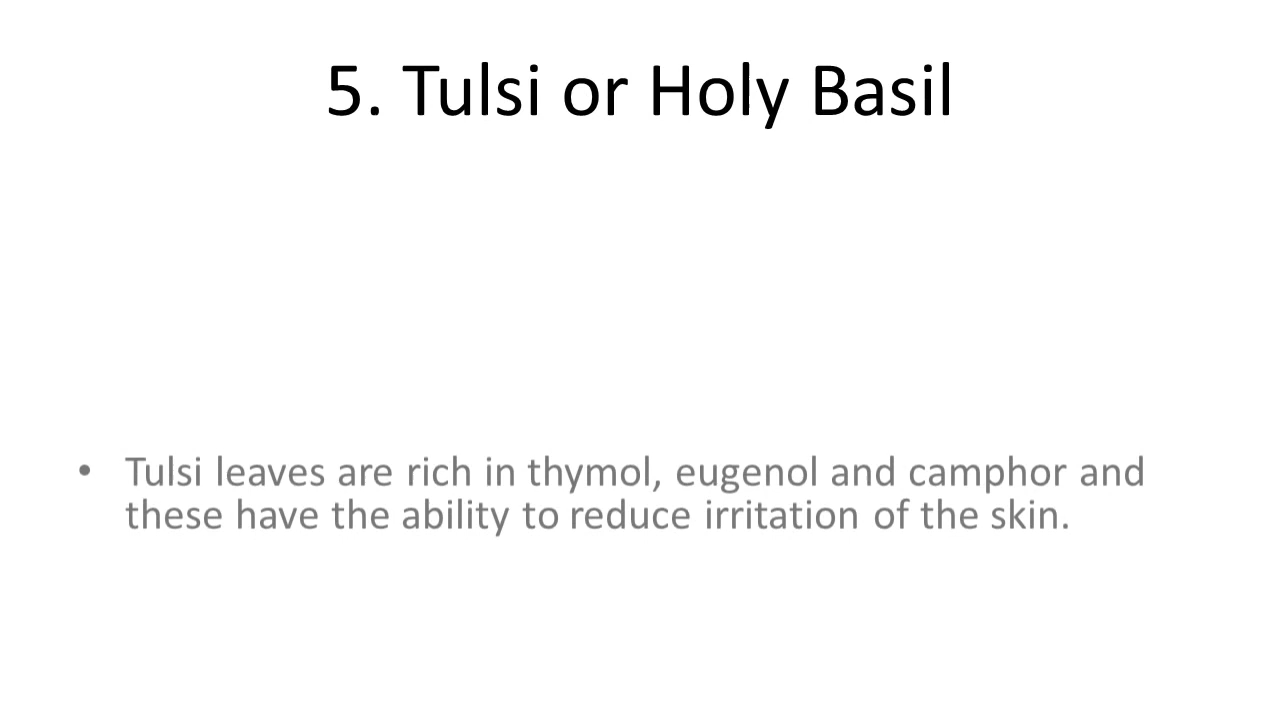 5. Tulsi or Holy Basil
• Tulsi leaves are rich in thymol, eugenol and camphor and
these have the ability to reduce irritation of the skin.